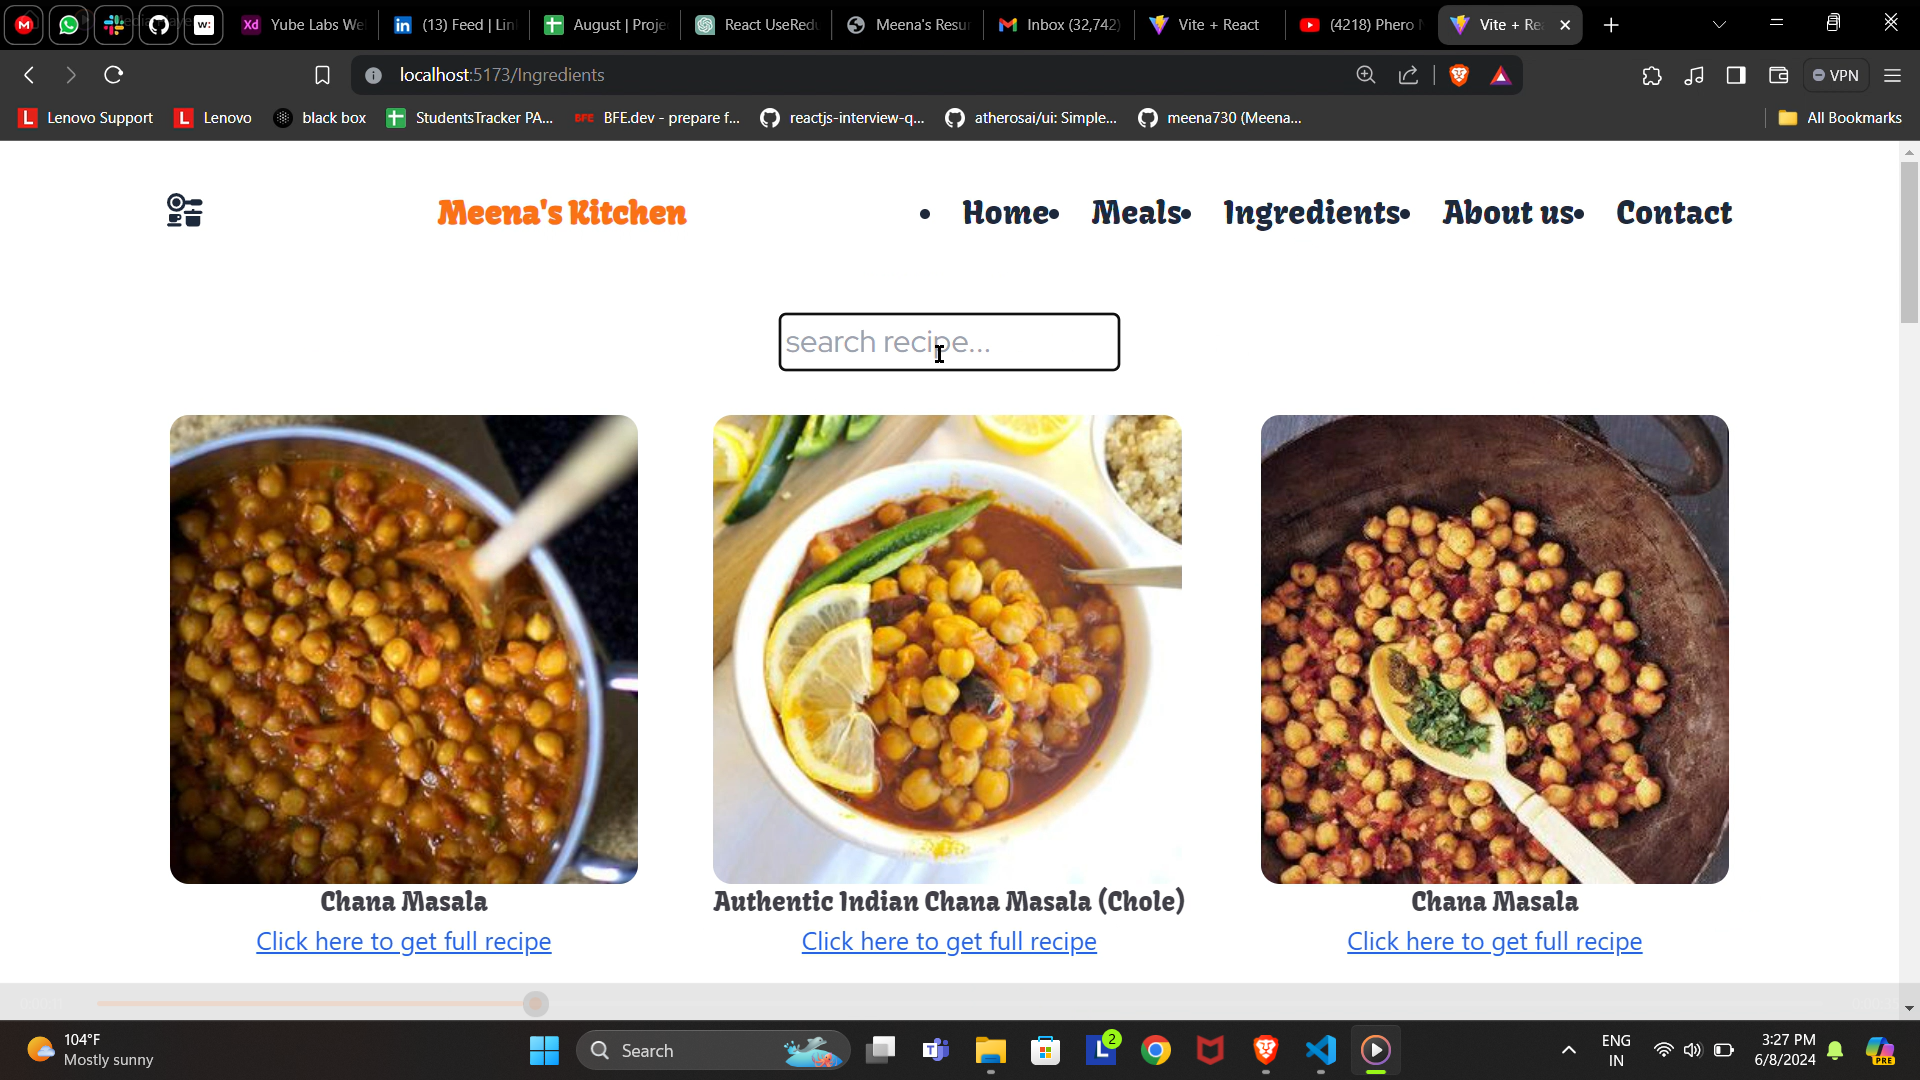 Yube Labs We
(13) Feed | Lin
August | Proje
React UseRedu
Meena's Resu
Inbox (32,742)
Vite + React
(4218) Phero
Vite + Re
localhost:5173/Ingredients
VPN
Lenovo Support
Lenovo
black box
StudentsTracker PA...
BFE.dev - prepare f...
reactjs-interview-q...
atherosai/ui: Simple...
meena730 (Meena...
All Bookmarks
Meena's Kitchen
• Home• Meals• Ingredients• About us• Contact
search recipe...
Chana Masala
Authentic Indian Chana Masala (Chole)
Chana Masala
Click here to get full recipe
Click here to get full recipe
Click here to get full recipe
104°F
Mostly sunny
Search
2
ENG
IN
3:27 PM
6/8/2024
PRE